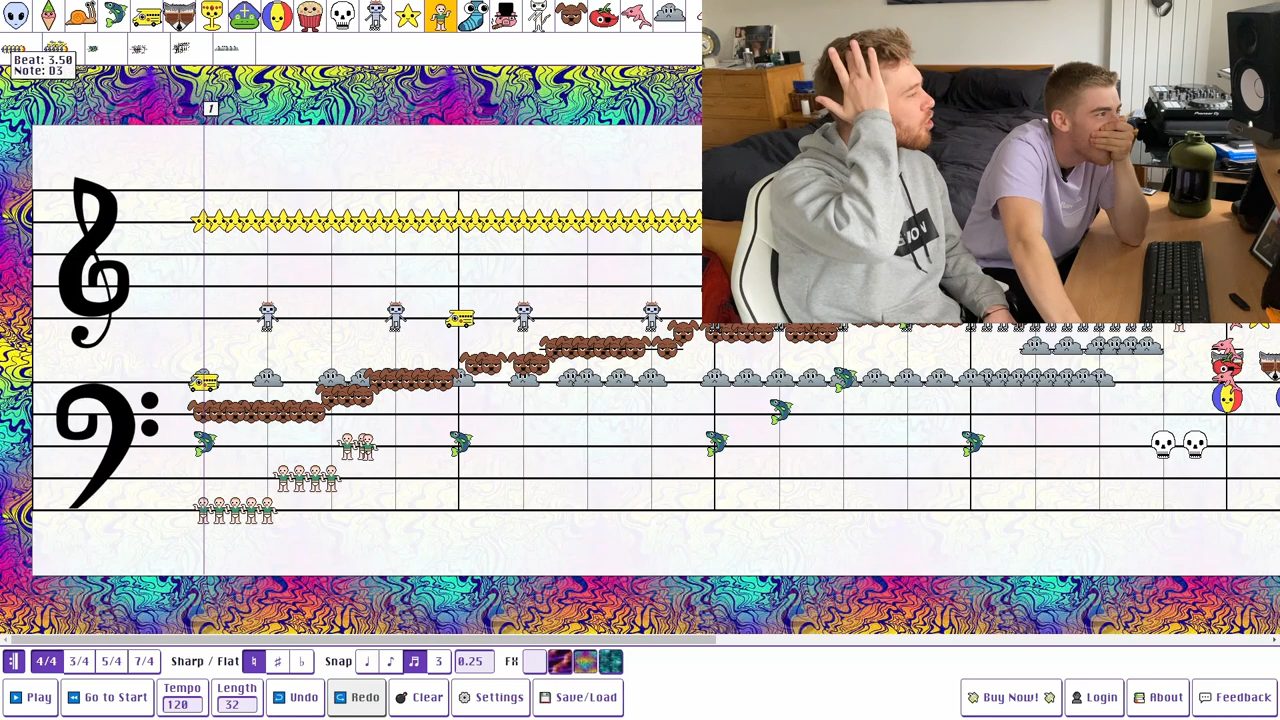 Beat: 3.50
Note: D3
1
4/4 3/4 5/4 7/4 Sharp / Flat ♮ ♯ ♭ Snap 3 0.25 FX
Play Go to Start Tempo 120 Length 32 Undo Redo Clear Settings Save/Load Buy Now! Login About Feedback